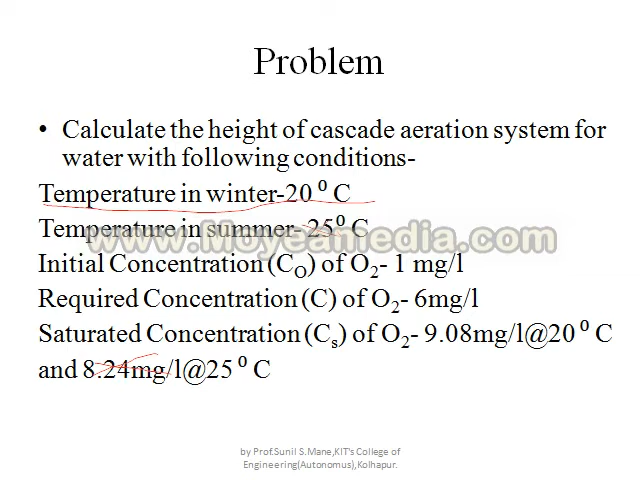 Problem
• Calculate the height of cascade aeration system for
water with following conditions-
Temperature in winter-20 ⁰ C
Temperature in summer- 25⁰ C
www.Moyeamedia.com
Initial Concentration (C_O) of O₂- 1 mg/l
Required Concentration (C) of O₂- 6mg/l
Saturated Concentration (Cₛ) of O₂- 9.08mg/l@20 ⁰ C
and 8.24mg/l@25 ⁰ C
by Prof.Sunil S.Mane,KIT's College of
Engineering(Autonomus),Kolhapur.